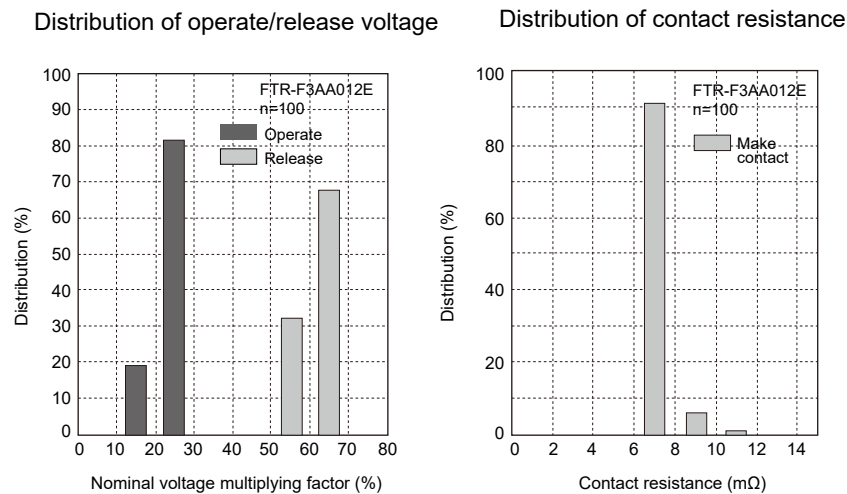 Distribution of operate/release voltage
100
90
80
70
60
50
40
30
20
10
0
Distribution (%)
FTR-F3AA012E
n=100
Operate
Release
0 10 20 30 40 50 60 70 80
Nominal voltage multiplying factor (%)
Distribution of contact resistance
100
80
60
40
20
0
Distribution (%)
FTR-F3AA012E
n=100
Make
contact
0 2 4 6 8 10 12 14
Contact resistance (mΩ)